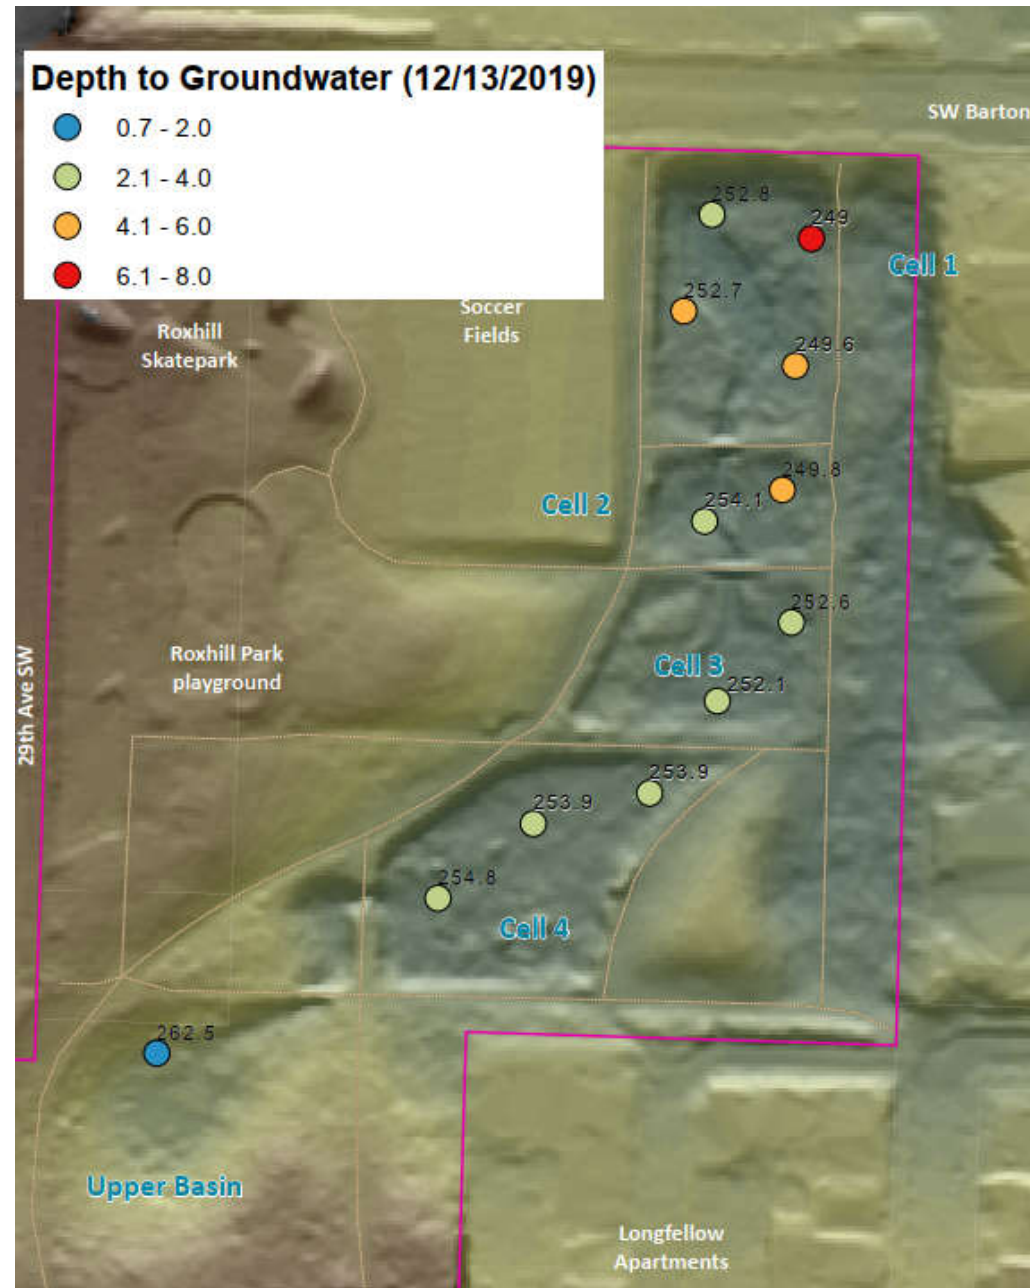 Depth to Groundwater (12/13/2019)
0.7 - 2.0
2.1 - 4.0
4.1 - 6.0
6.1 - 8.0
SW Barton
252.8
249
Cell 1
252.7
Soccer
Fields
Roxhill
Skatepark
249.6
249.8
Cell 2
254.1
252.6
Roxhill Park
playground
Cell 3
252.1
29th Ave SW
253.9
253.9
254.8
Cell 4
262.5
Upper Basin
Longfellow
Apartments